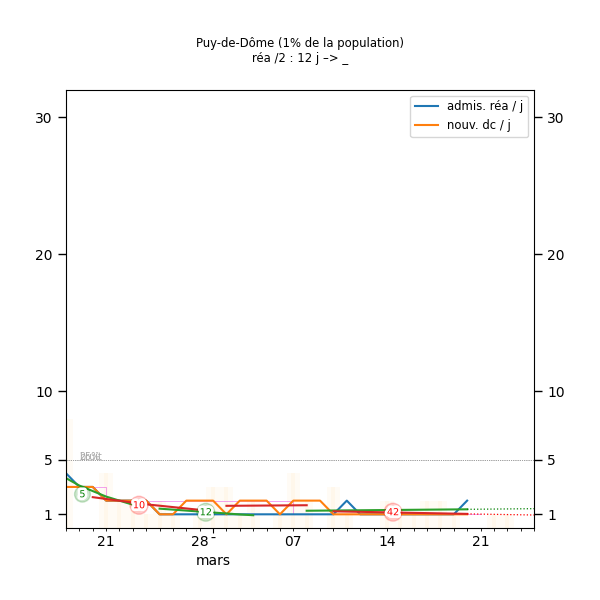 Puy-de-Dôme (1% de la population)
réa /2 : 12 j –> _
admis. réa / j
nouv. dc / j
30 30
20 20
10 10
5 5
5
10
12
42
1 1
21 28 07 14 21
mars